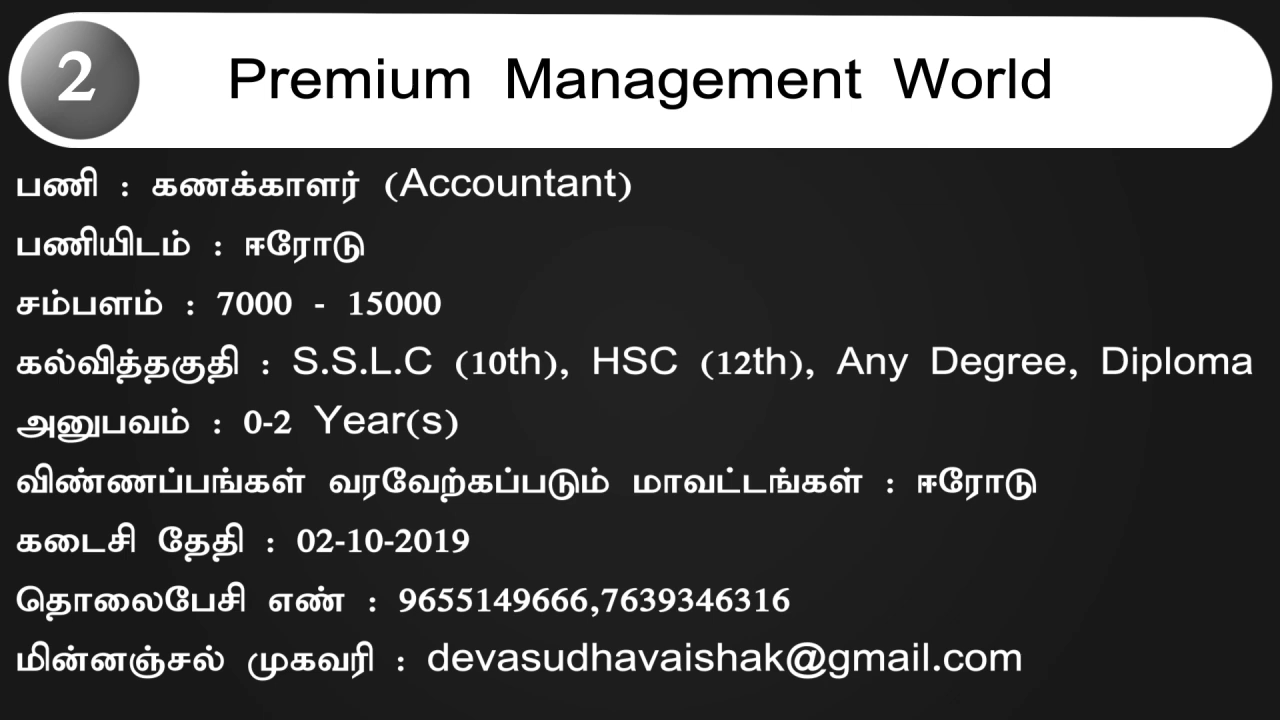 2
Premium Management World
பணி : கணக்காளர் (Accountant)
பணியிடம் : ஈரோடு
சம்பளம் : 7000 - 15000
கல்வித்தகுதி : S.S.L.C (10th), HSC (12th), Any Degree, Diploma
அனுபவம் : 0-2 Year(s)
விண்ணப்பங்கள் வரவேற்கப்படும் மாவட்டங்கள் : ஈரோடு
கடைசி தேதி : 02-10-2019
தொலைபேசி எண் : 9655149666,7639346316
மின்னஞ்சல் முகவரி : devasudhavaishak@gmail.com